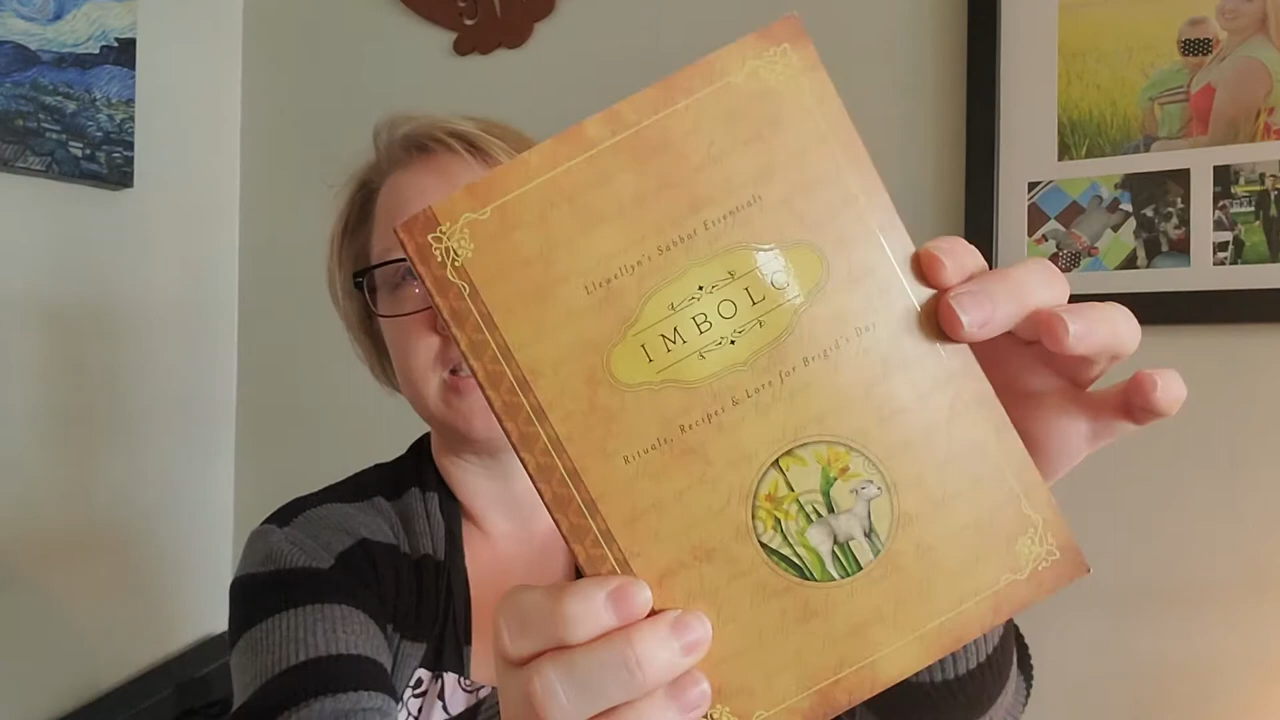 Llewellyn's Sabbat Essentials
IMBOLC
Rituals, Recipes & Lore for Brigid's Day